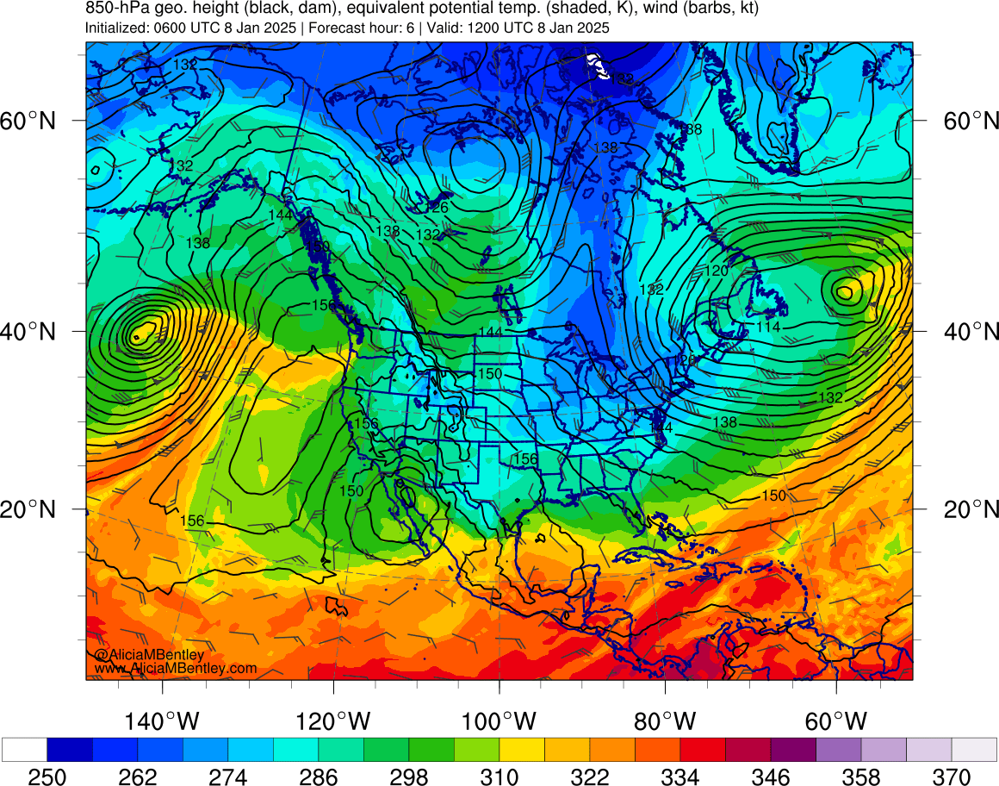 850-hPa geo. height (black, dam), equivalent potential temp. (shaded, K), wind (barbs, kt)
Initialized: 0600 UTC 8 Jan 2025 | Forecast hour: 6 | Valid: 1200 UTC 8 Jan 2025
132
132
60°N
60°N
38
138
132
126
144
138
132
138
150
120
132
156
114
40°N
144
40°N
126
150
132
156
138
144
156
150
150
20°N
20°N
156
@AliciaMBentley
www.AliciaMBentley.com
140°W
120°W
100°W
80°W
60°W
250
262
274
286
298
310
322
334
346
358
370